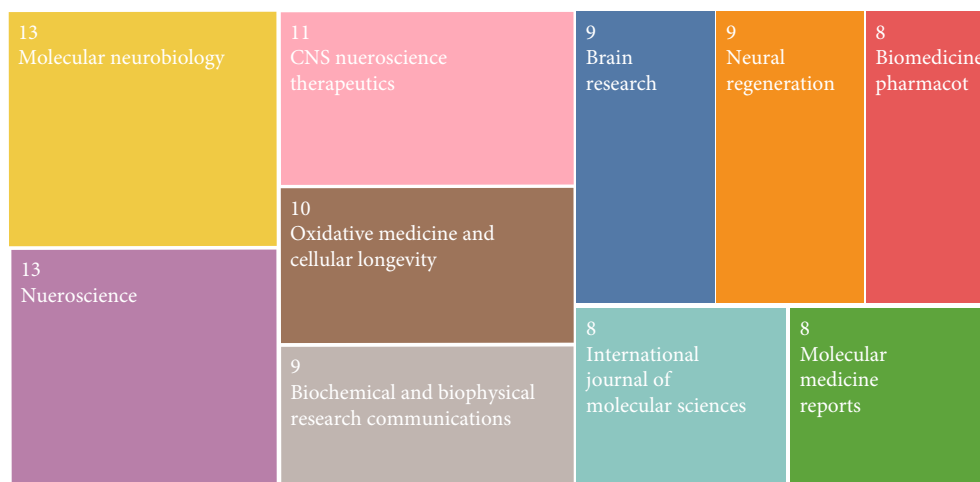 13
Molecular neurobiology
13
Nueroscience
11
CNS nueroscience
therapeutics
10
Oxidative medicine and
cellular longevity
9
Biochemical and biophysical
research communications
9
Brain
research
9
Neural
regeneration
8
Biomedicine
pharmacot
8
International
journal of
molecular sciences
8
Molecular
medicine
reports